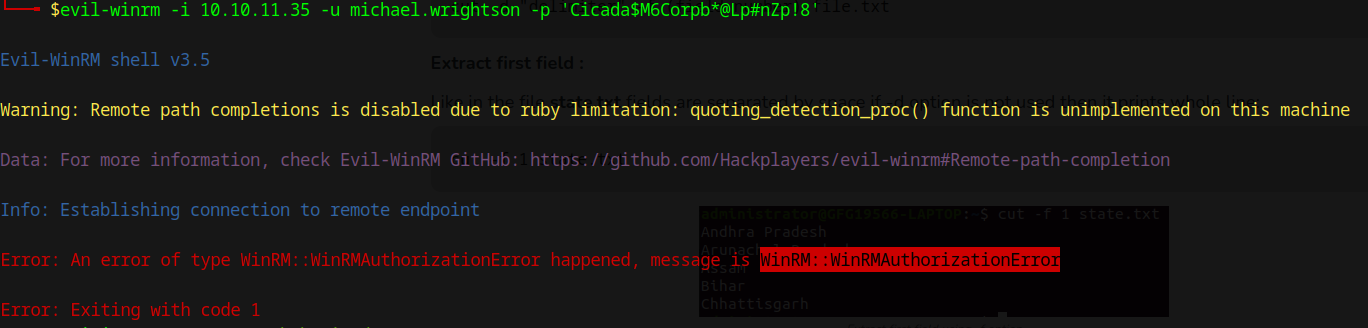 $evil-winrm -i 10.10.11.35 -u michael.wrightson -p 'Cicada$M6Corpb*@Lp#nZp!8'
file.txt
Evil-WinRM shell v3.5
Extract first field :
Warning: Remote path completions is disabled due to ruby limitation: quoting_detection_proc() function is unimplemented on this machine
Data: For more information, check Evil-WinRM GitHub: https://github.com/Hackplayers/evil-winrm#Remote-path-completion
Info: Establishing connection to remote endpoint
administrator@GFG19566-LAPTOP:~$ cut -f 1 state.txt
Andhra Pradesh
Error: An error of type WinRM::WinRMAuthorizationError happened, message is WinRM::WinRMAuthorizationError
Assam
Bihar
Chhattisgarh
Error: Exiting with code 1